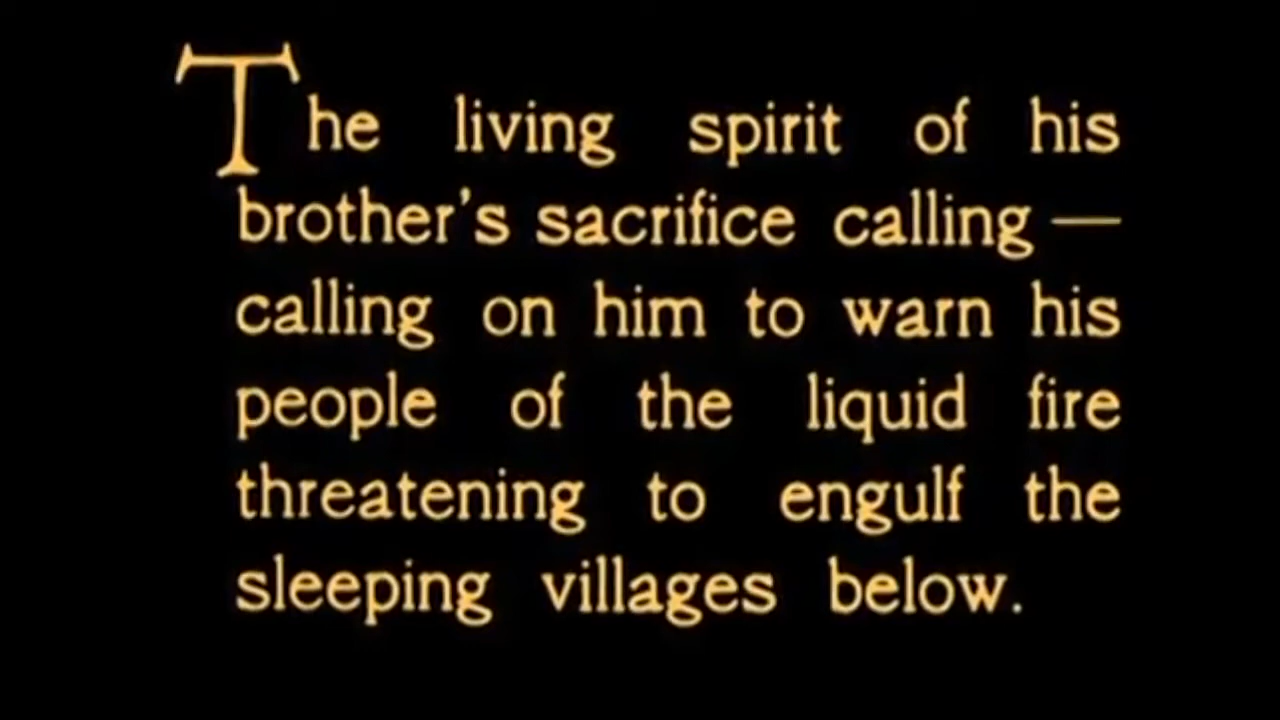 The living spirit of his
brother's sacrifice calling —
calling on him to warn his
people of the liquid fire
threatening to engulf the
sleeping villages below.